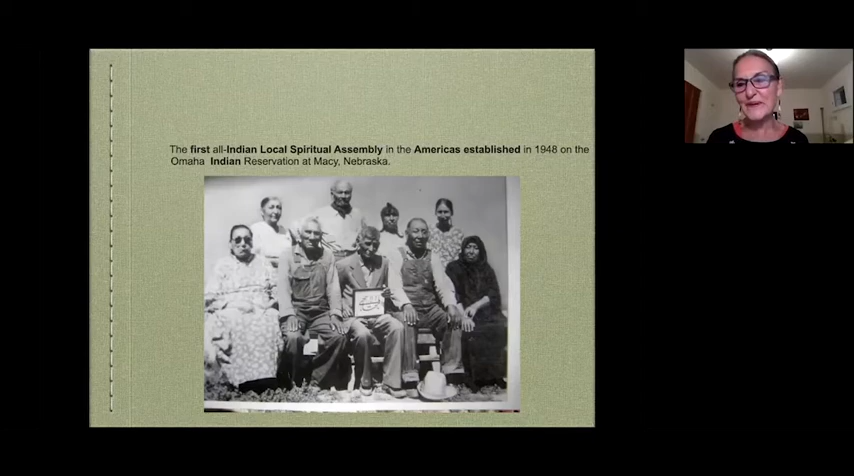 The first all-Indian Local Spiritual Assembly in the Americas established in 1948 on the
Omaha Indian Reservation at Macy, Nebraska.